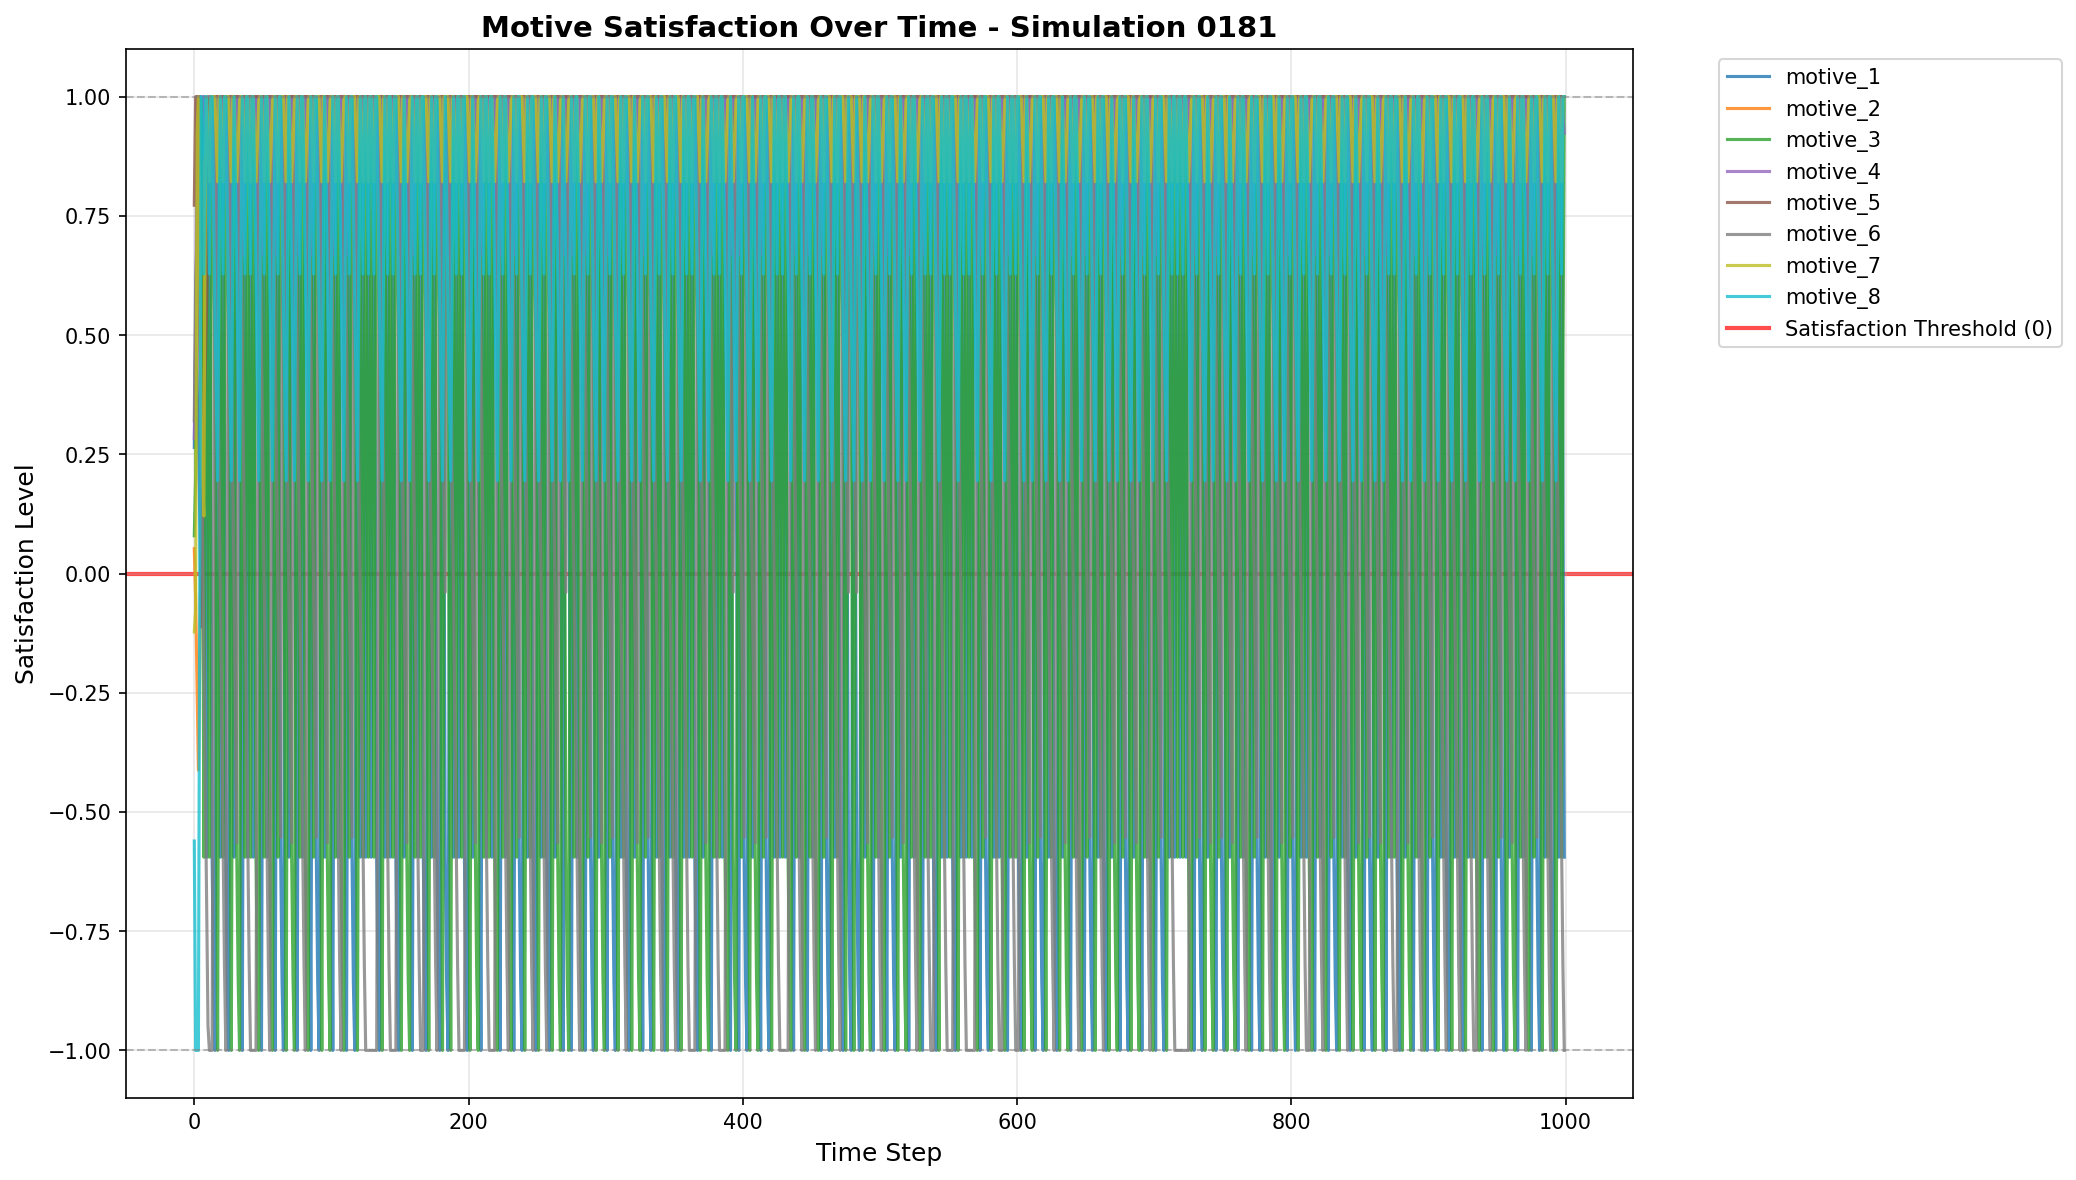 Motive Satisfaction Over Time - Simulation 0181
1.00
0.75
0.50
0.25
0.00
−0.25
−0.50
−0.75
−1.00
Satisfaction Level
0
200
400
600
800
1000
Time Step
motive_1
motive_2
motive_3
motive_4
motive_5
motive_6
motive_7
motive_8
Satisfaction Threshold (0)